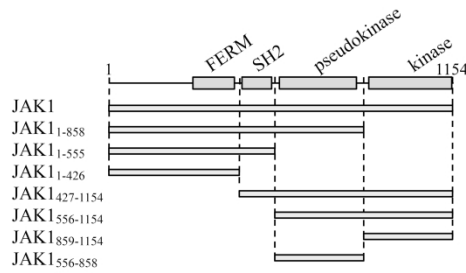 FERM SH2 pseudokinase kinase
1 1154
JAK1
JAK1₁₋₈₅₈
JAK1₁₋₅₅₅
JAK1₁₋₄₂₆
JAK1₄₂₇₋₁₁₅₄
JAK1₅₅₆₋₁₁₅₄
JAK1₈₅₉₋₁₁₅₄
JAK1₅₅₆₋₈₅₈